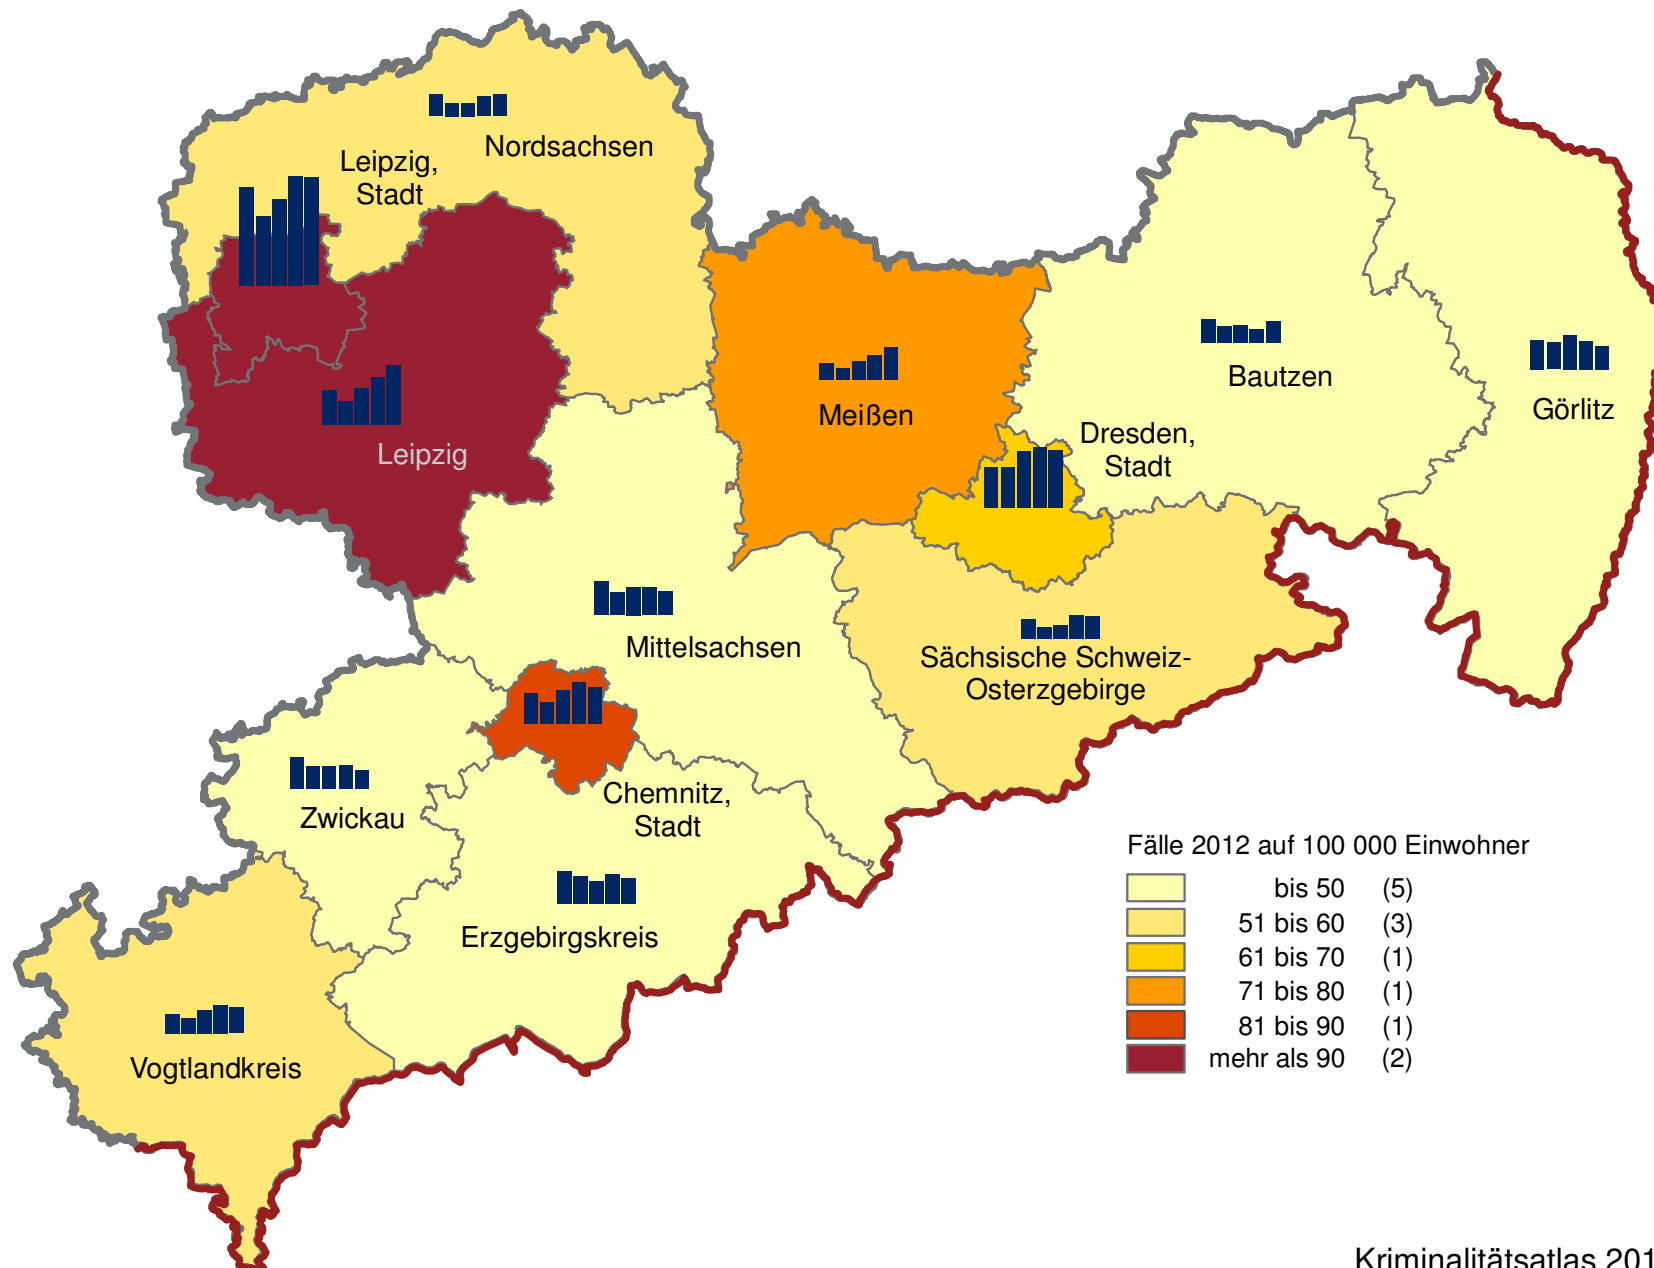 Nordsachsen
Leipzig,
Stadt
Leipzig
Meißen
Bautzen
Görlitz
Dresden,
Stadt
Mittelsachsen
Sächsische Schweiz-
Osterzgebirge
Zwickau
Chemnitz,
Stadt
Erzgebirgskreis
Vogtlandkreis
Fälle 2012 auf 100 000 Einwohner
bis 50 (5)
51 bis 60 (3)
61 bis 70 (1)
71 bis 80 (1)
81 bis 90 (1)
mehr als 90 (2)
Kriminalitätsatlas 201